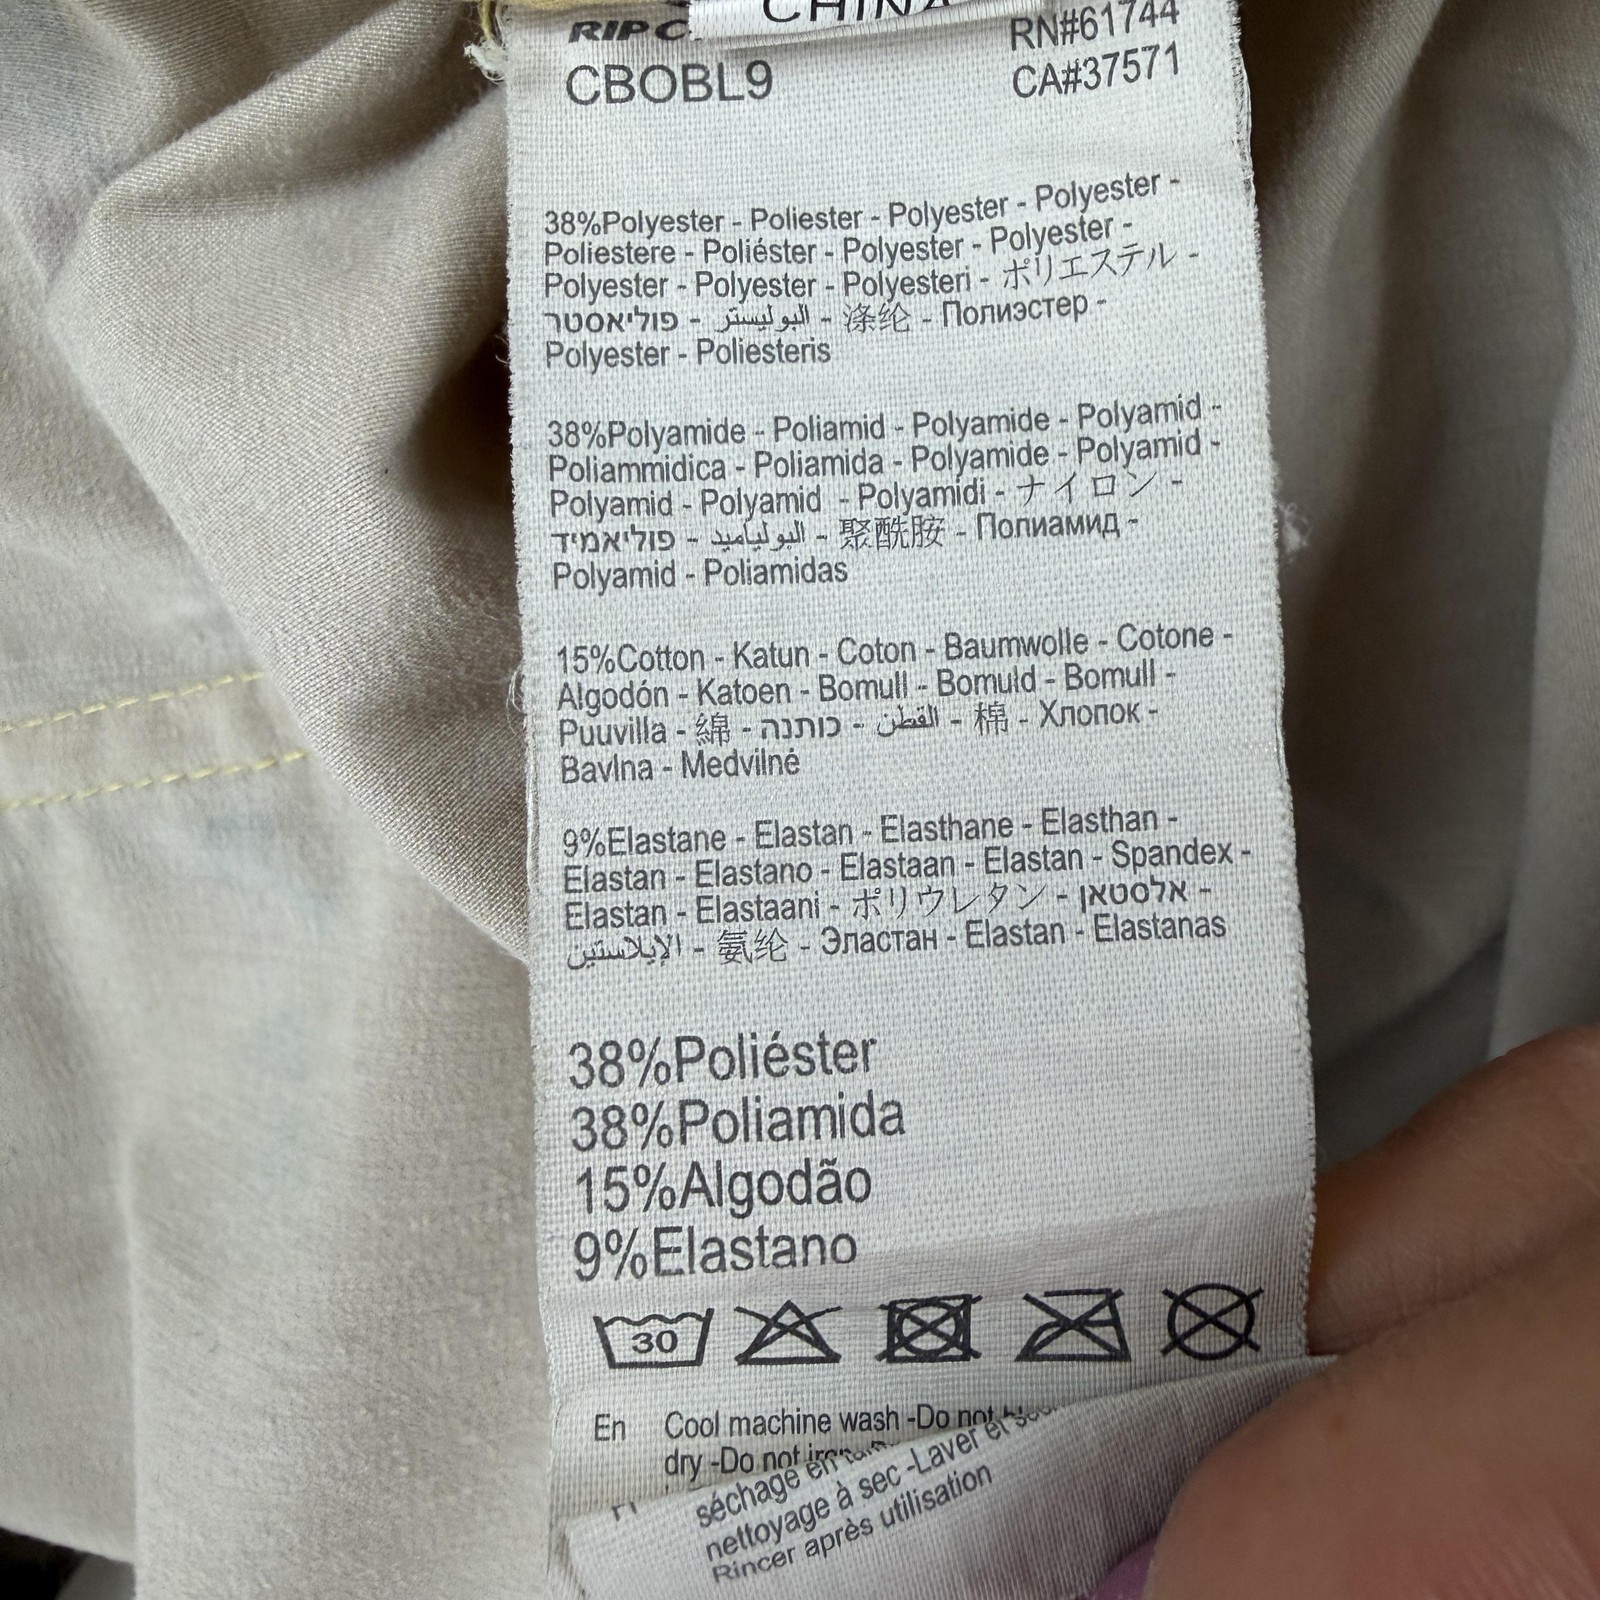 CHINA
RIP C
RN#61744
CBOBL9
CA#37571
38%Polyester - Poliester - Polyester - Polyester -
Poliestere - Poliéster - Polyester - Polyester -
Polyester - Polyester - Polyesteri - ポリエステル -
פוליאסטר - البوليستر - 涤纶 - Полиэстер -
Polyester - Poliesteris
38%Polyamide - Poliamid - Polyamide - Polyamid -
Poliammidica - Poliamida - Polyamide - Polyamid -
Polyamid - Polyamid - Polyamidi - ナイロン -
פוליאמיד - البولياميد - 聚酰胺 - Полиамид -
Polyamid - Poliamidas
15%Cotton - Katun - Coton - Baumwolle - Cotone -
Algodón - Katoen - Bomull - Bomuld - Bomull -
Puuvilla - 綿 - כותנה - القطن - 棉 - Хлопок -
Bavlna - Medvilné
9%Elastane - Elastan - Elasthane - Elasthan -
Elastan - Elastano - Elastaan - Elastan - Spandex -
Elastan - Elastaani - ポリウレタン - אלסטאן -
الإيلاستين - 氨纶 - Эластан - Elastan - Elastanas
38%Poliéster
38%Poliamida
15%Algodão
9%Elastano
30
En Cool machine wash -Do not
dry -Do not
séchage en
nettoyage à sec -Laver et
Rincer après utilisation